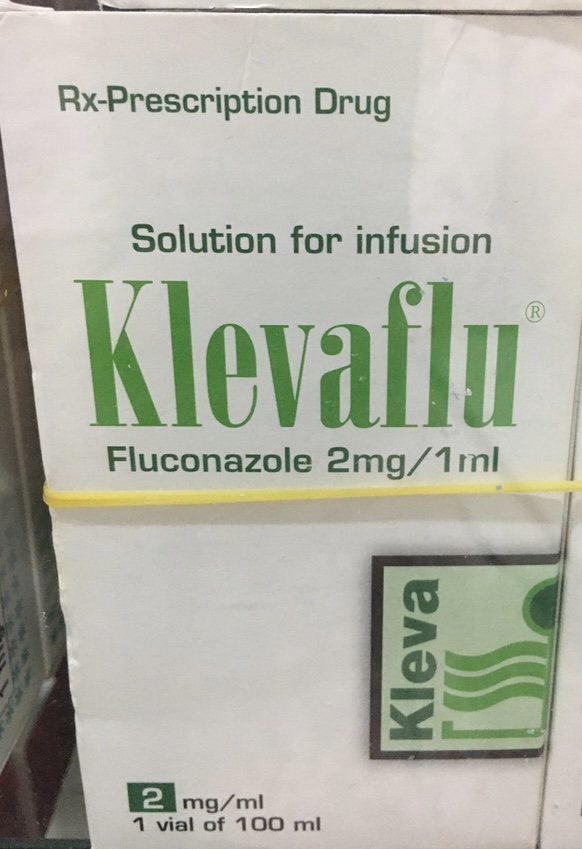 Rx-Prescription Drug
Solution for infusion
Klevaflu®
Fluconazole 2mg/1ml
Kleva
2 mg/ml
1 vial of 100 ml